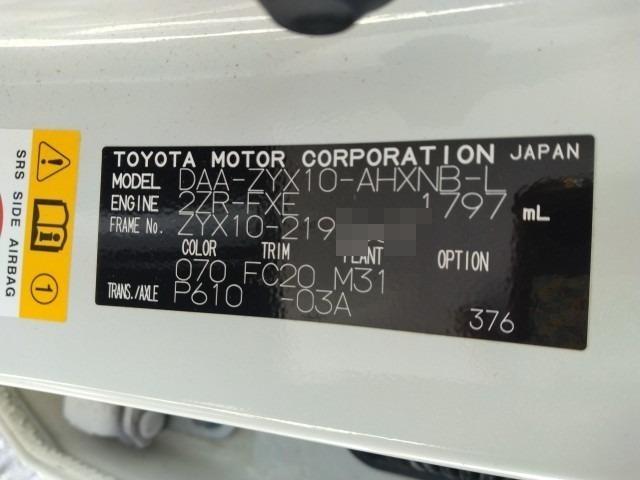 TOYOTA MOTOR CORPORATION JAPAN
MODEL DAA-ZYX10-AHXNB-L
ENGINE 2ZR-FXE 1797 mL
FRAME No. ZYX10-219
COLOR TRIM PLANT OPTION
070 FC20 M31
TRANS./AXLE P610 -03A
376
SRS SIDE AIRBAG
1